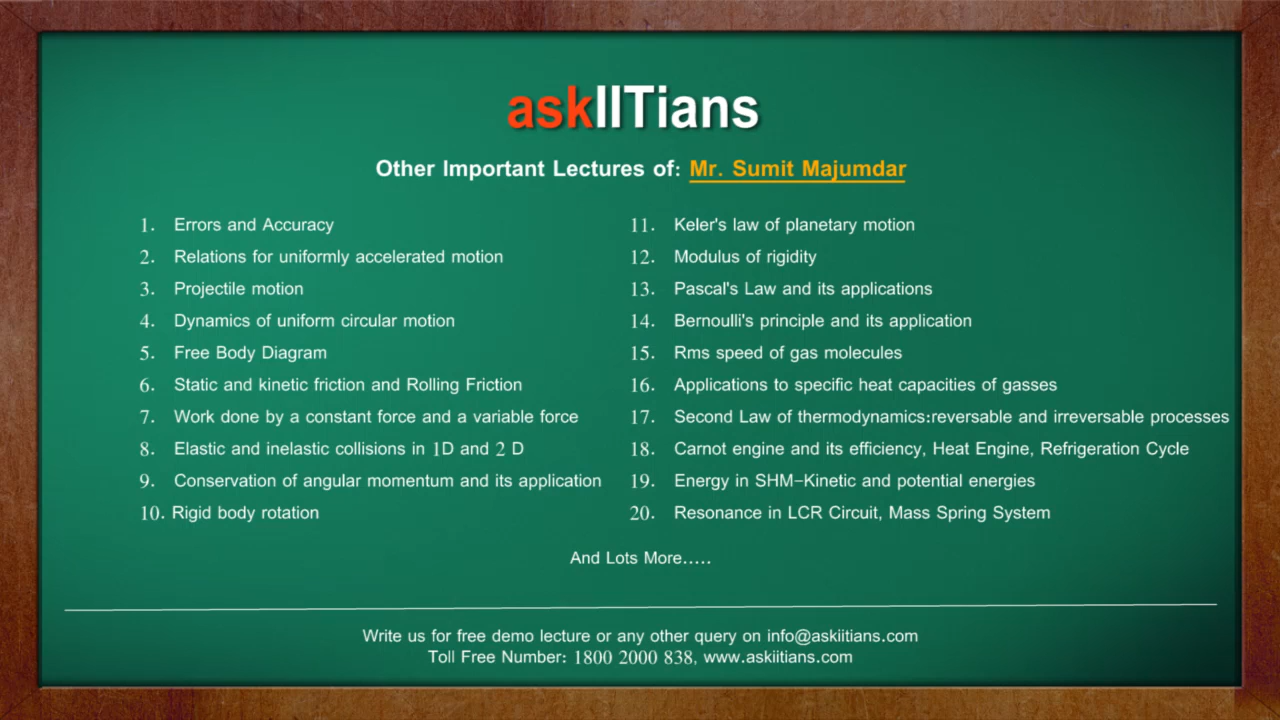 askIITians
Other Important Lectures of: Mr. Sumit Majumdar
1. Errors and Accuracy
2. Relations for uniformly accelerated motion
3. Projectile motion
4. Dynamics of uniform circular motion
5. Free Body Diagram
6. Static and kinetic friction and Rolling Friction
7. Work done by a constant force and a variable force
8. Elastic and inelastic collisions in 1D and 2 D
9. Conservation of angular momentum and its application
10. Rigid body rotation
11. Keler's law of planetary motion
12. Modulus of rigidity
13. Pascal's Law and its applications
14. Bernoulli's principle and its application
15. Rms speed of gas molecules
16. Applications to specific heat capacities of gasses
17. Second Law of thermodynamics:reversable and irreversable processes
18. Carnot engine and its efficiency, Heat Engine, Refrigeration Cycle
19. Energy in SHM-Kinetic and potential energies
20. Resonance in LCR Circuit, Mass Spring System
And Lots More.....
Write us for free demo lecture or any other query on info@askiitians.com
Toll Free Number: 1800 2000 838, www.askiitians.com